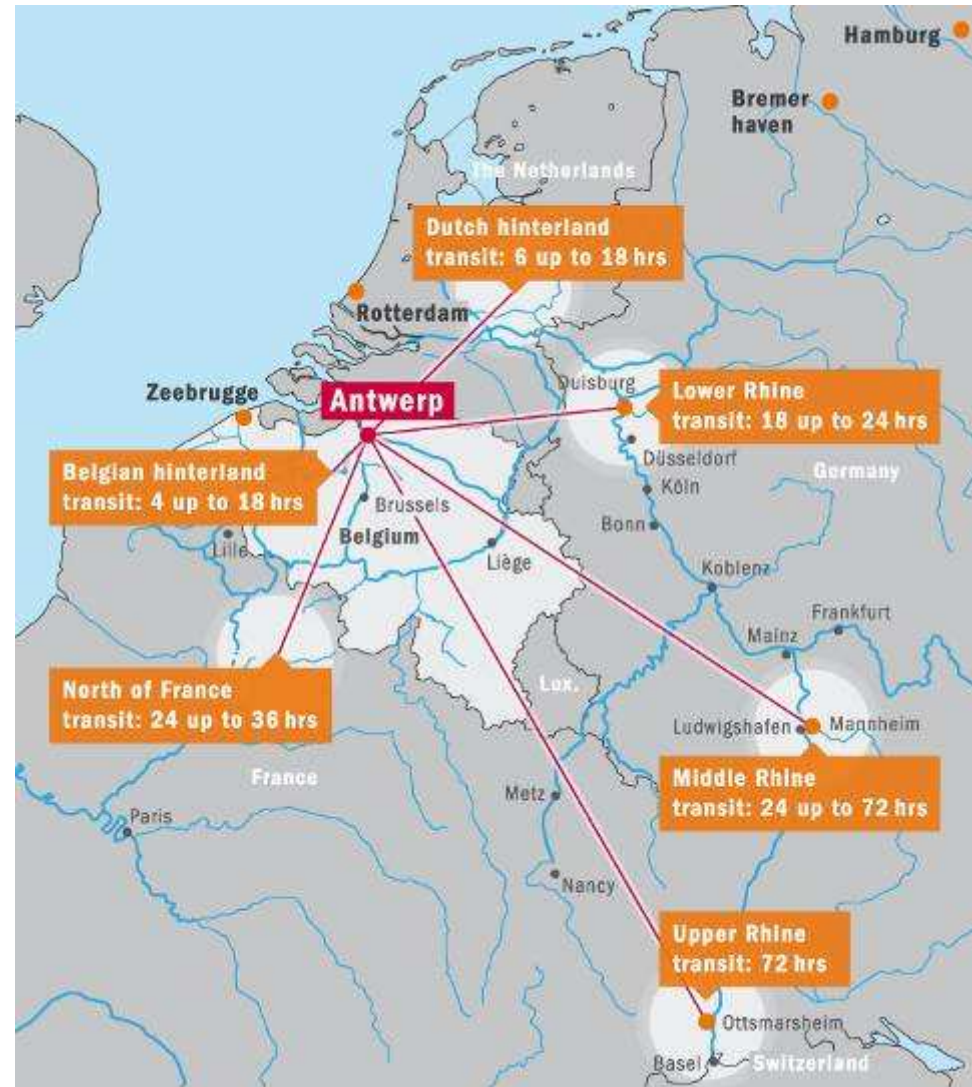 Hamburg
Bremer
haven
The Netherlands
Dutch hinterland
transit: 6 up to 18 hrs
Rotterdam
Zeebrugge
Antwerp
Duisburg
Lower Rhine
transit: 18 up to 24 hrs
Düsseldorf
Germany
Belgian hinterland
transit: 4 up to 18 hrs
Köln
Brussels
Bonn
Belgium
Lille
Liège
Koblenz
Frankfurt
Mainz
North of France
transit: 24 up to 36 hrs
Lux.
Ludwigshafen
Mannheim
France
Middle Rhine
transit: 24 up to 72 hrs
Metz
Paris
Nancy
Upper Rhine
transit: 72 hrs
Ottsmarsheim
Basel
Switzerland